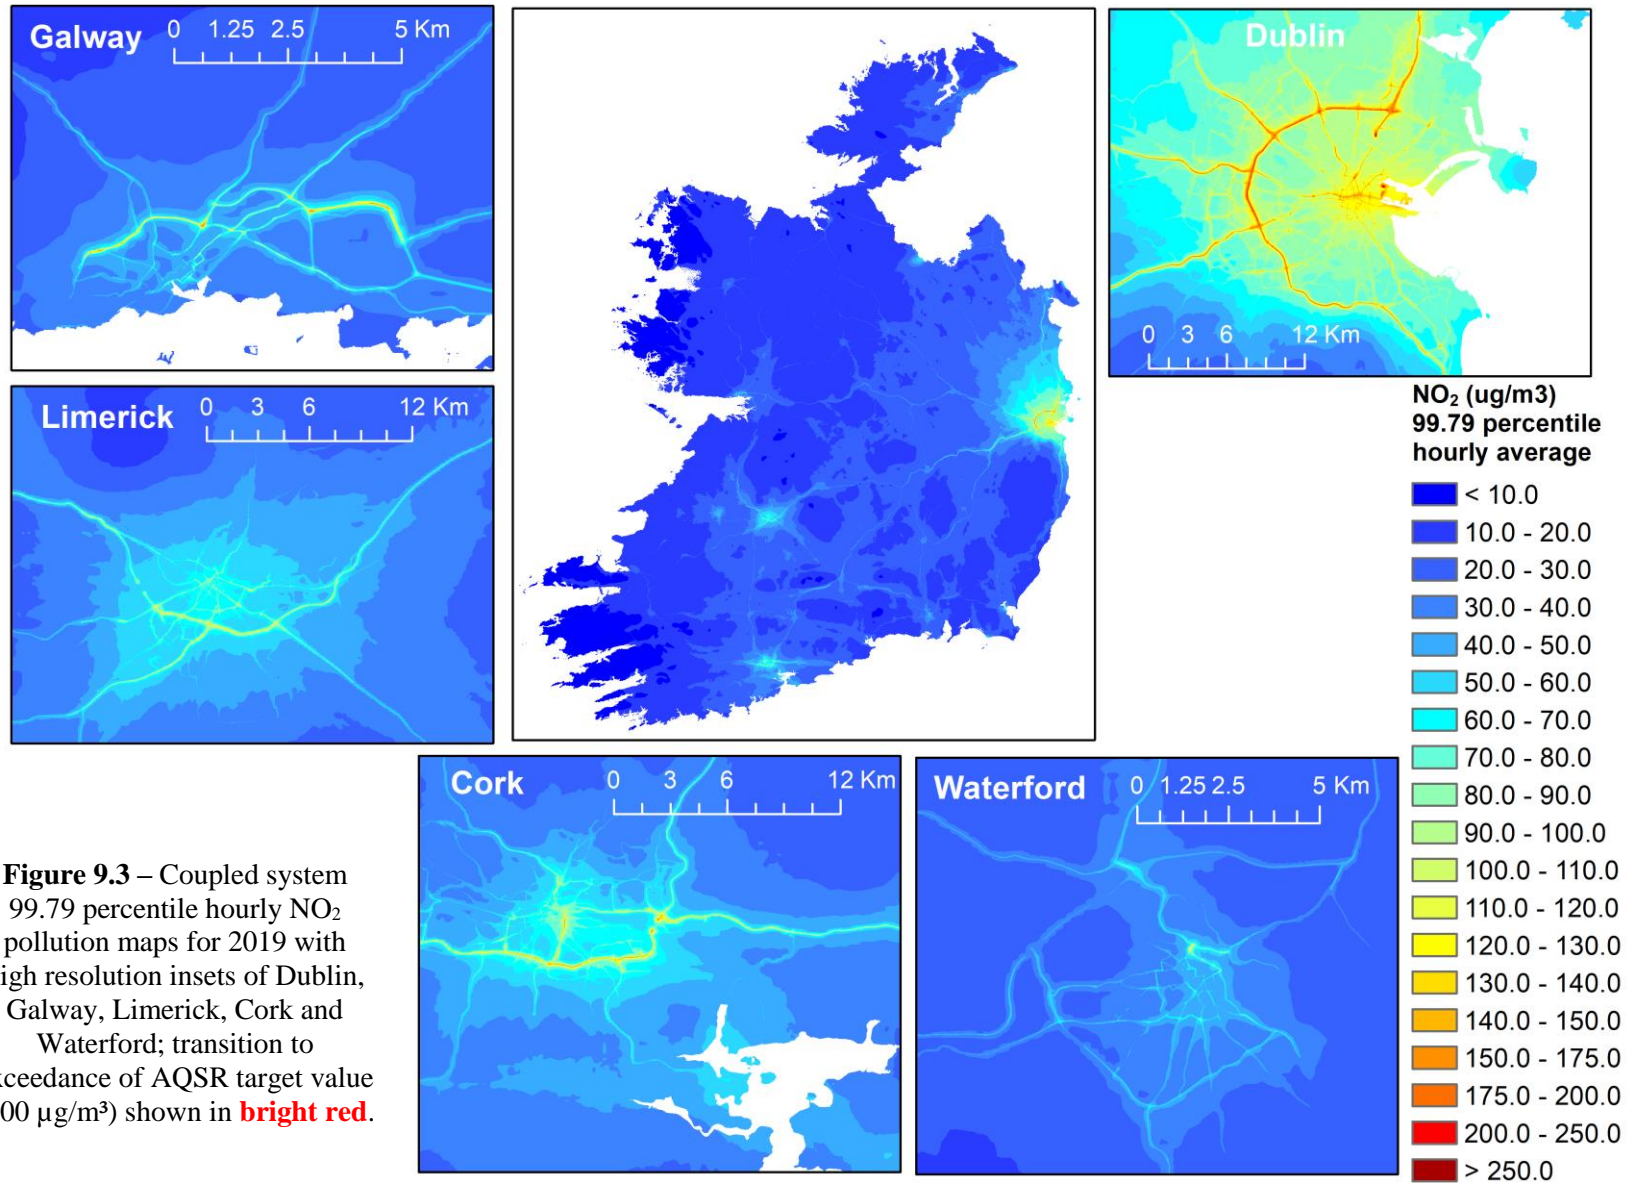 Galway
0 1.25 2.5 5 Km
Dublin
0 3 6 12 Km
Limerick
0 3 6 12 Km
NO₂ (ug/m3)
99.79 percentile
hourly average
< 10.0
10.0 - 20.0
20.0 - 30.0
30.0 - 40.0
40.0 - 50.0
50.0 - 60.0
60.0 - 70.0
70.0 - 80.0
80.0 - 90.0
90.0 - 100.0
100.0 - 110.0
110.0 - 120.0
120.0 - 130.0
130.0 - 140.0
140.0 - 150.0
150.0 - 175.0
175.0 - 200.0
200.0 - 250.0
> 250.0
Cork
0 3 6 12 Km
Waterford
0 1.25 2.5 5 Km
Figure 9.3 – Coupled system
99.79 percentile hourly NO₂
pollution maps for 2019 with
igh resolution insets of Dublin,
Galway, Limerick, Cork and
Waterford; transition to
xceedance of AQSR target value
00 µg/m³) shown in bright red.